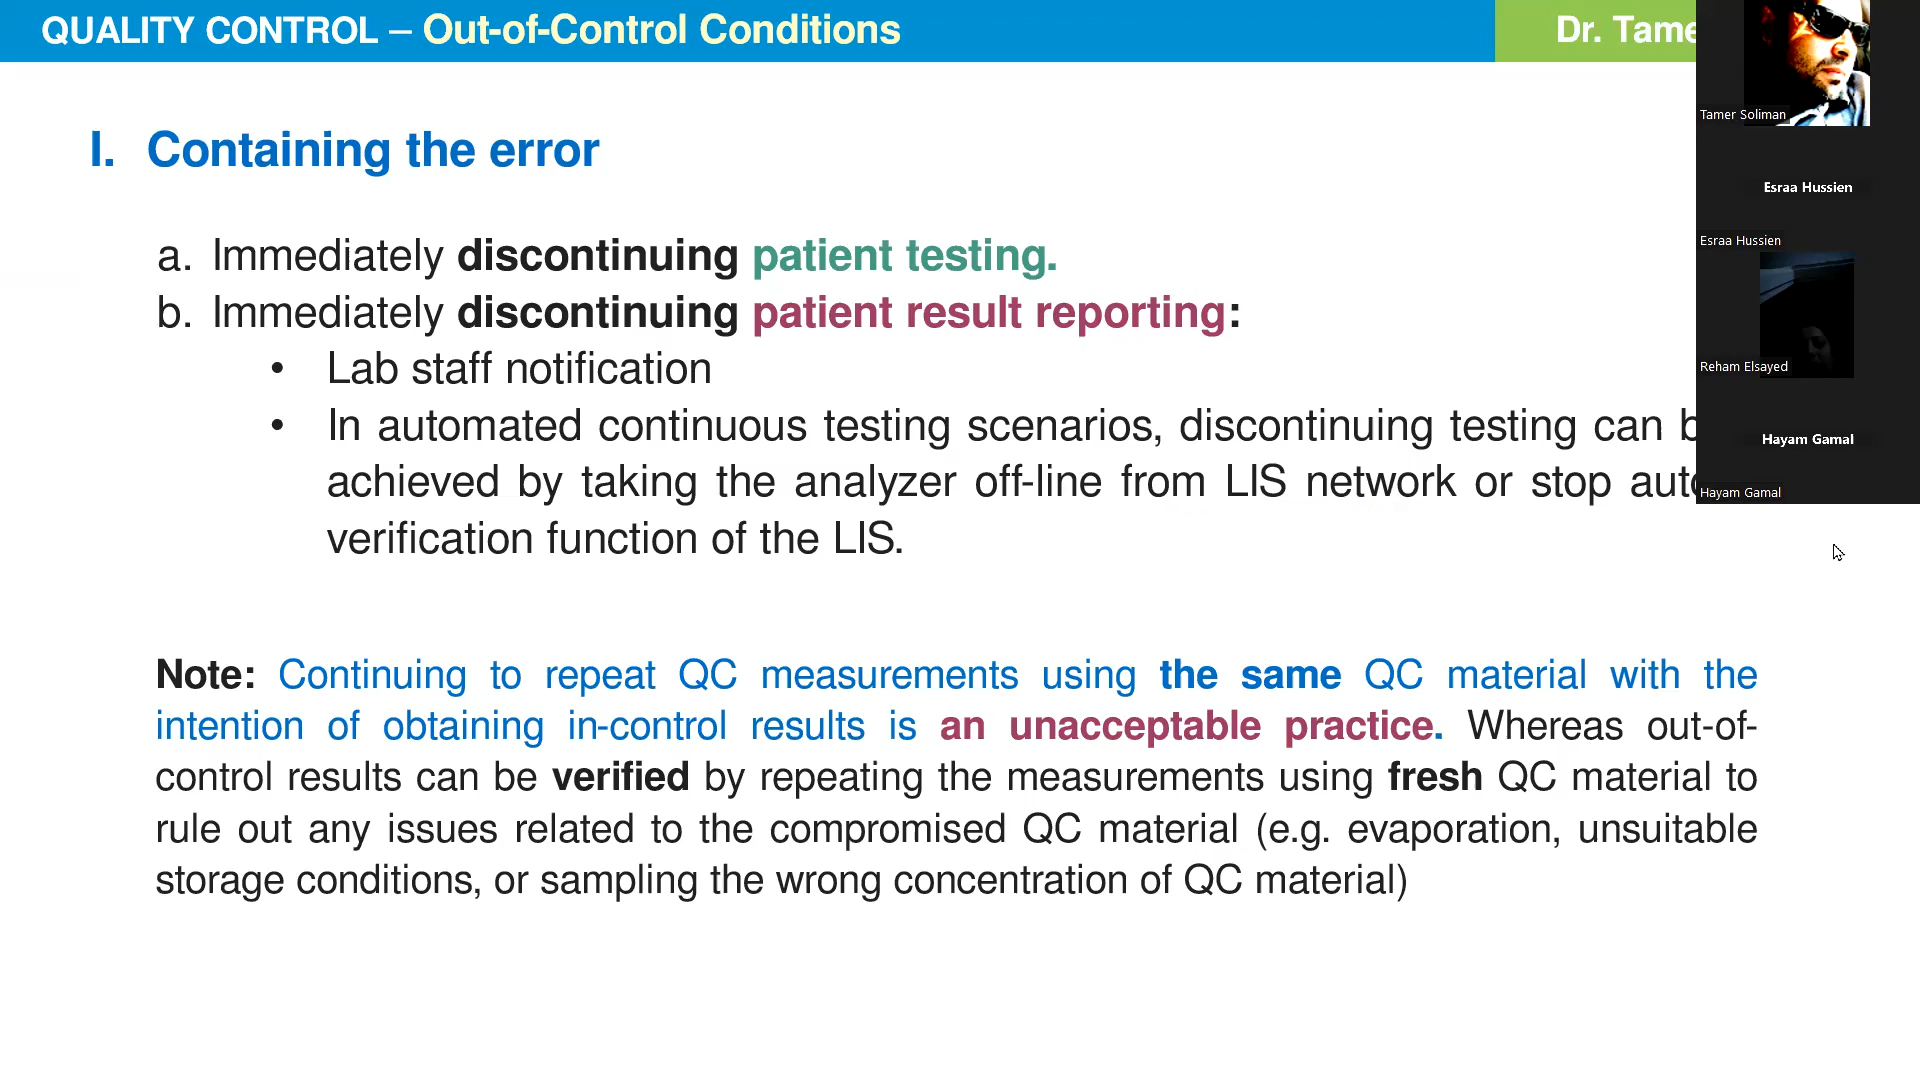 QUALITY CONTROL – Out-of-Control Conditions
Dr. Tame
I. Containing the error
a. Immediately discontinuing patient testing.
b. Immediately discontinuing patient result reporting:
• Lab staff notification
• In automated continuous testing scenarios, discontinuing testing can b
achieved by taking the analyzer off-line from LIS network or stop auto
verification function of the LIS.
Note: Continuing to repeat QC measurements using the same QC material with the
intention of obtaining in-control results is an unacceptable practice. Whereas out-of-
control results can be verified by repeating the measurements using fresh QC material to
rule out any issues related to the compromised QC material (e.g. evaporation, unsuitable
storage conditions, or sampling the wrong concentration of QC material)
Tamer Soliman
Esraa Hussien
Esraa Hussien
Reham Elsayed
Hayam Gamal
Hayam Gamal